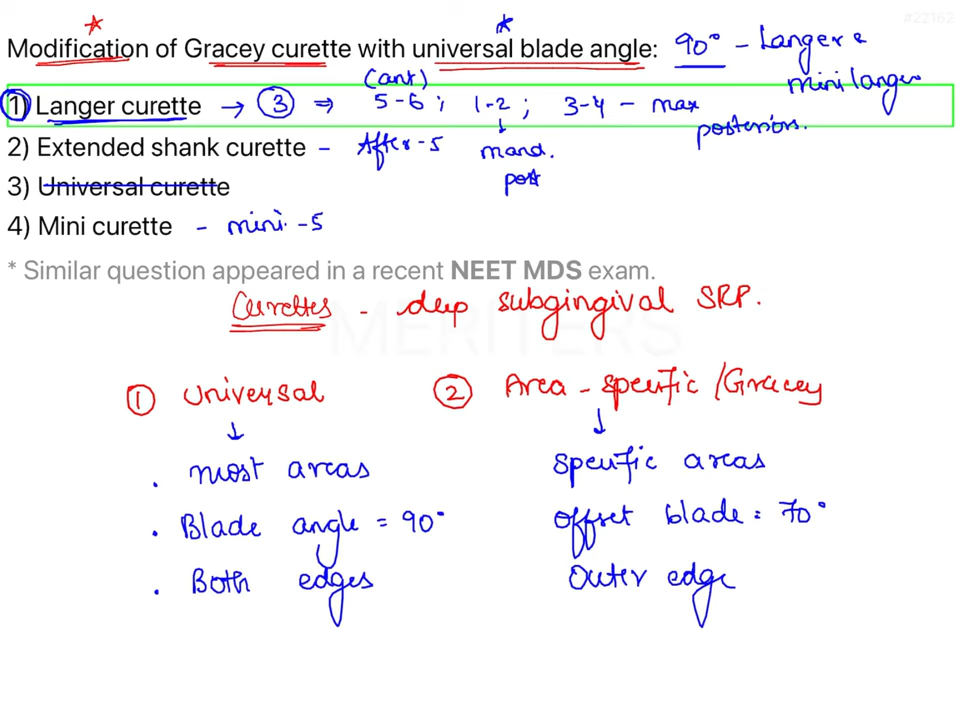 #22162
Modification of Gracey curette with universal blade angle: 90° - Langer &
mini langer
(ant)
1) Langer curette → 3 ⇒ 5-6; 1-2; 3-4 - max
posteriors.
2) Extended shank curette - After-5
mand.
post
3) Universal curette
4) Mini curette - mini-5
* Similar question appeared in a recent NEET MDS exam.
Curettes - deep subgingival SRP.
MERITERS
1 Universal
2 Area-specific/Gracey
↓ ↓
. most areas
specific areas
. Blade angle = 90°
offset blade = 70°
. Both edges
outer edge